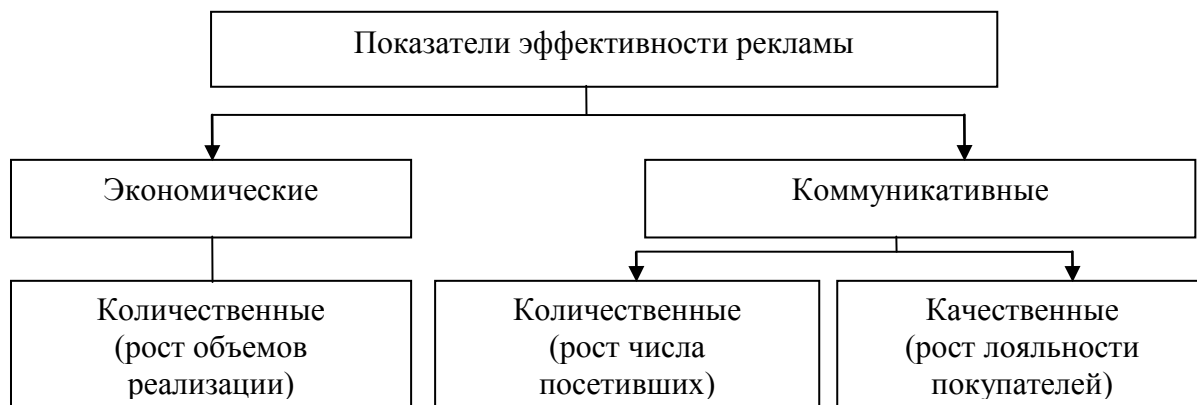 Показатели эффективности рекламы
Экономические
Коммуникативные
Количественные
(рост объемов
реализации)
Количественные
(рост числа
посетивших)
Качественные
(рост лояльности
покупателей)